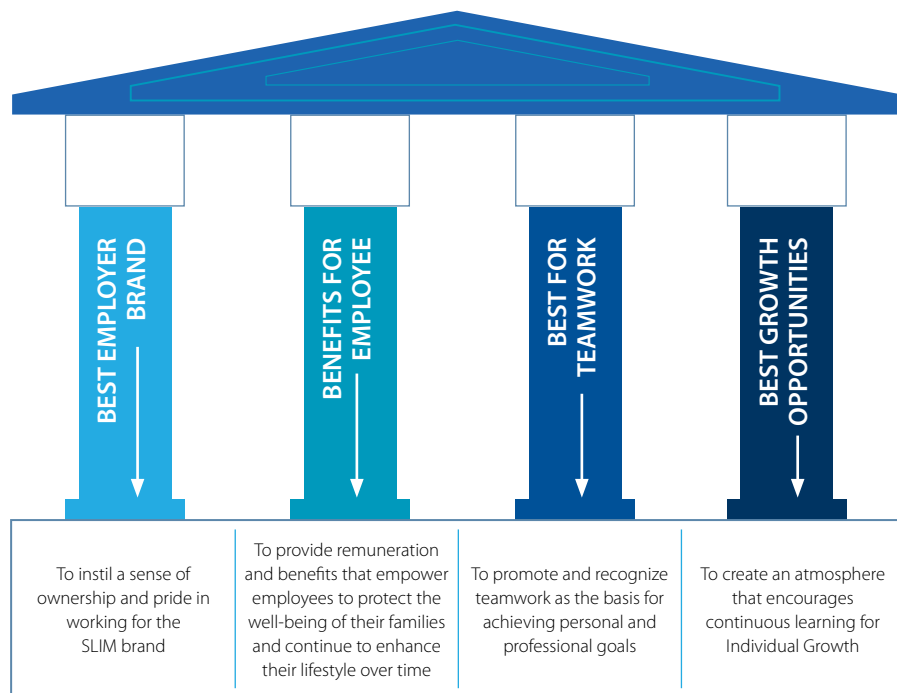 BEST EMPLOYER
BRAND
BENEFITS FOR
EMPLOYEE
BEST FOR
TEAMWORK
BEST GROWTH
OPPORTUNITIES
To instil a sense of
ownership and pride in
working for the
SLIM brand
To provide remuneration
and benefits that empower
employees to protect the
well-being of their families
and continue to enhance
their lifestyle over time
To promote and recognize
teamwork as the basis for
achieving personal and
professional goals
To create an atmosphere
that encourages
continuous learning for
Individual Growth